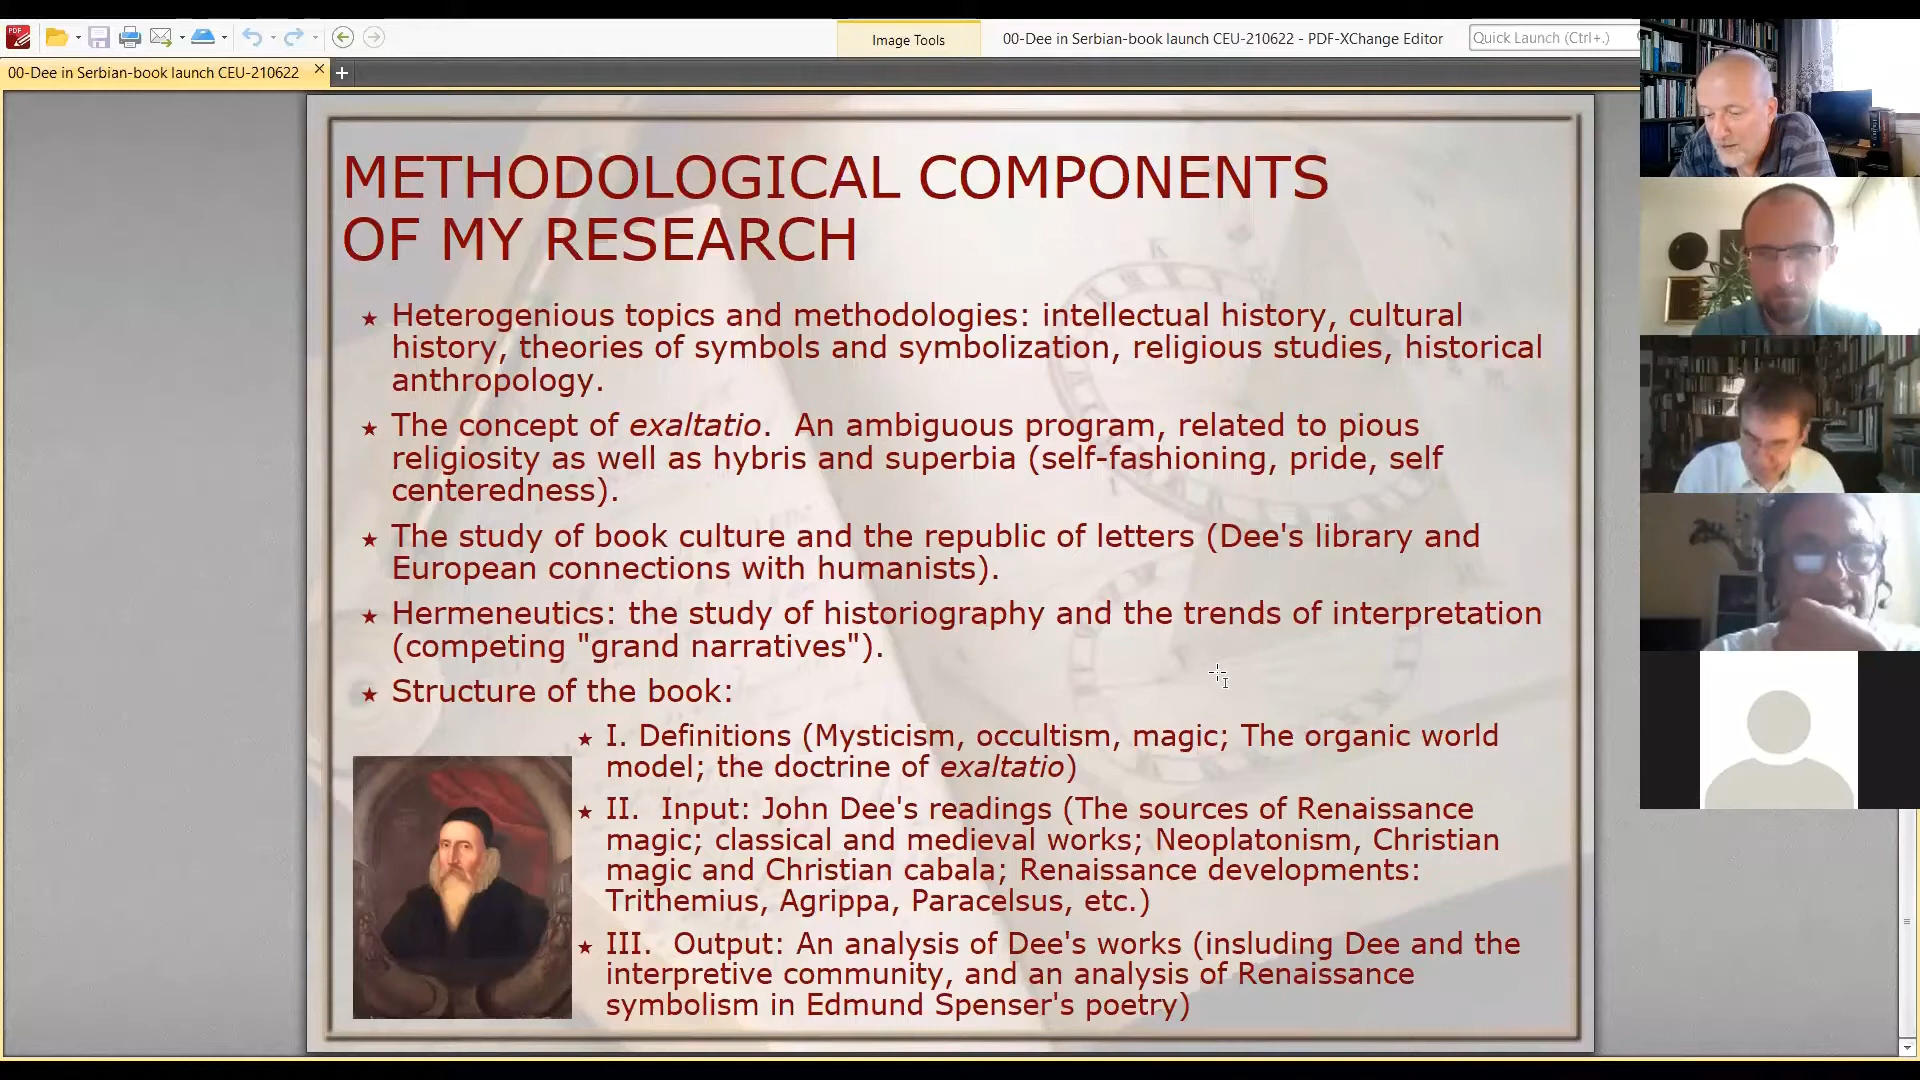 Image Tools
00-Dee in Serbian-book launch CEU-210622 - PDF-XChange Editor
Quick Launch (Ctrl+.)
00-Dee in Serbian-book launch CEU-210622
METHODOLOGICAL COMPONENTS
OF MY RESEARCH
Heterogenious topics and methodologies: intellectual history, cultural
history, theories of symbols and symbolization, religious studies, historical
anthropology.
The concept of exaltatio. An ambiguous program, related to pious
religiosity as well as hybris and superbia (self-fashioning, pride, self
centeredness).
The study of book culture and the republic of letters (Dee's library and
European connections with humanists).
Hermeneutics: the study of historiography and the trends of interpretation
(competing "grand narratives").
Structure of the book:
I. Definitions (Mysticism, occultism, magic; The organic world
model; the doctrine of exaltatio)
II. Input: John Dee's readings (The sources of Renaissance
magic; classical and medieval works; Neoplatonism, Christian
magic and Christian cabala; Renaissance developments:
Trithemius, Agrippa, Paracelsus, etc.)
III. Output: An analysis of Dee's works (insluding Dee and the
interpretive community, and an analysis of Renaissance
symbolism in Edmund Spenser's poetry)